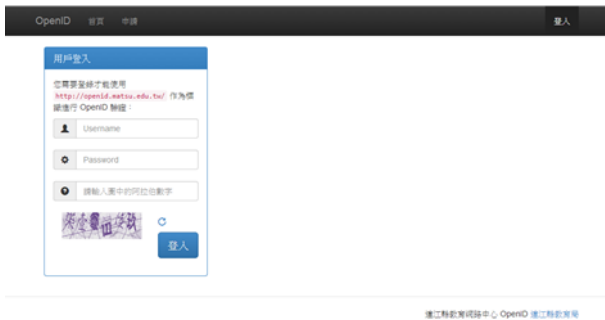 OpenID 首頁 申請 登入
用戶登入
您需要登錄才能使用
http://openid.matsu.edu.tw/ 作為標
識進行 OpenID 驗證：
Username
Password
請輸入圖中的阿拉伯數字
登入
連江縣教育網路中心 OpenID 連江縣教育局